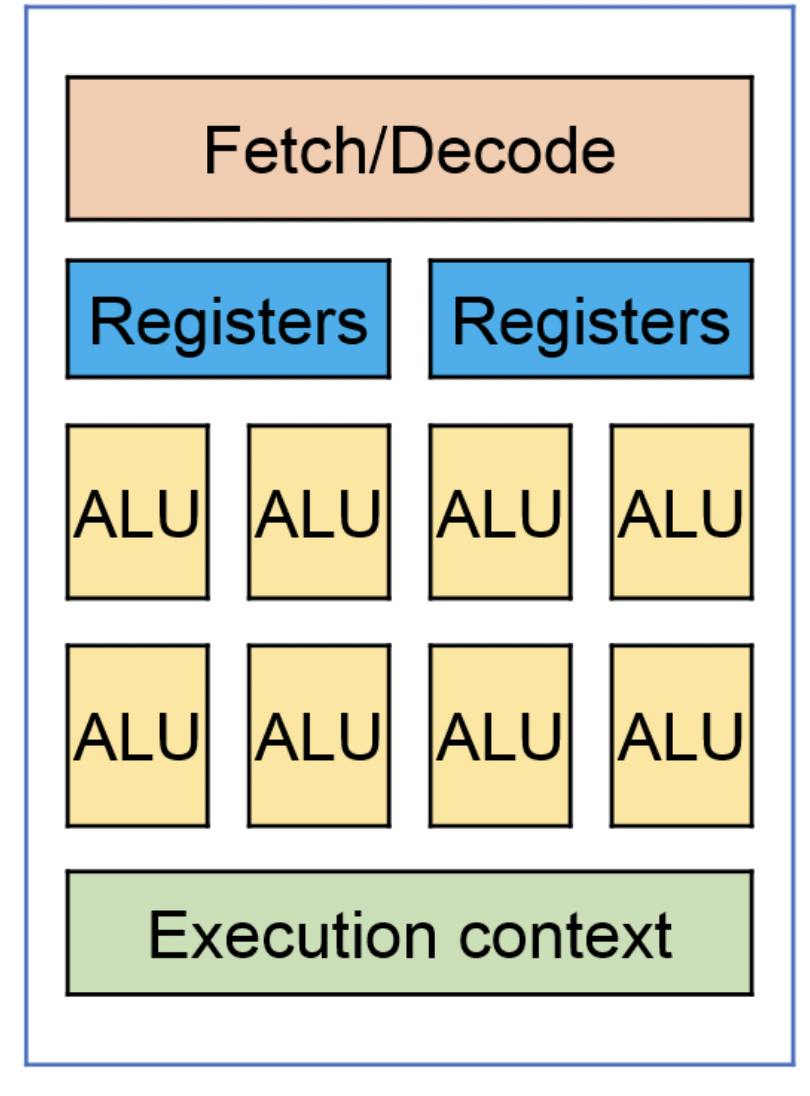 Fetch/Decode
Registers Registers
ALU ALU ALU ALU
ALU ALU ALU ALU
Execution context